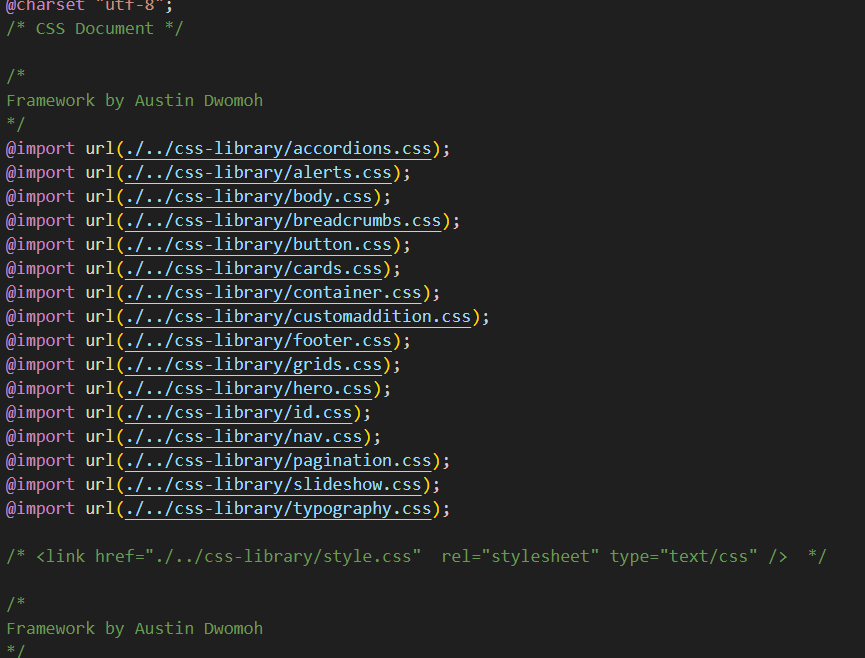 @charset "utf-8";
/* CSS Document */
/*
Framework by Austin Dwomoh
*/
@import url(./../css-library/accordions.css);
@import url(./../css-library/alerts.css);
@import url(./../css-library/body.css);
@import url(./../css-library/breadcrumbs.css);
@import url(./../css-library/button.css);
@import url(./../css-library/cards.css);
@import url(./../css-library/container.css);
@import url(./../css-library/customaddition.css);
@import url(./../css-library/footer.css);
@import url(./../css-library/grids.css);
@import url(./../css-library/hero.css);
@import url(./../css-library/id.css);
@import url(./../css-library/nav.css);
@import url(./../css-library/pagination.css);
@import url(./../css-library/slideshow.css);
@import url(./../css-library/typography.css);
/* <link href="./../css-library/style.css"  rel="stylesheet" type="text/css" />  */
/*
Framework by Austin Dwomoh
*/